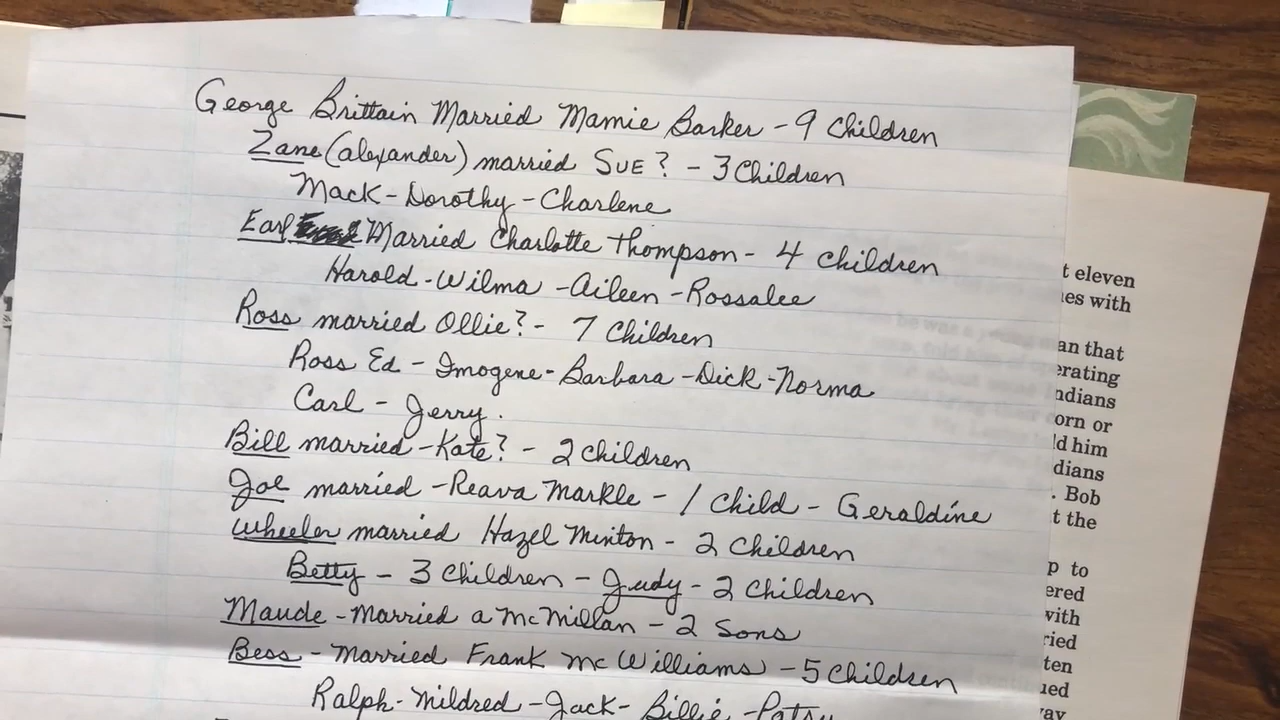 George Brittain Married Mamie Barker - 9 Children
Zane (alexander) married SUE ? - 3 Children
Mack - Dorothy - Charlene
Earl Married Charlotte Thompson - 4 Children
Harold - Wilma - Aileen - Rossalee
Ross married Ollie? - 7 Children
Ross Ed - Imogene - Barbara - Dick - Norma
Carl - Jerry.
Bill married - Kate? - 2 Children
Joe married - Reava Markle - 1 Child - Geraldine
Wheeler married Hazel Minton - 2 Children
Betty - 3 Children - Judy - 2 Children
Maude - Married a McMillan - 2 Sons
Bess - Married Frank McWilliams - 5 Children
Ralph - Mildred - Jack - Billie - Patsy
t eleven
es with
an that
erating
ndians
orn or
ld him
dians
. Bob
t the
p to
ered
with
ried
ten
ued
way